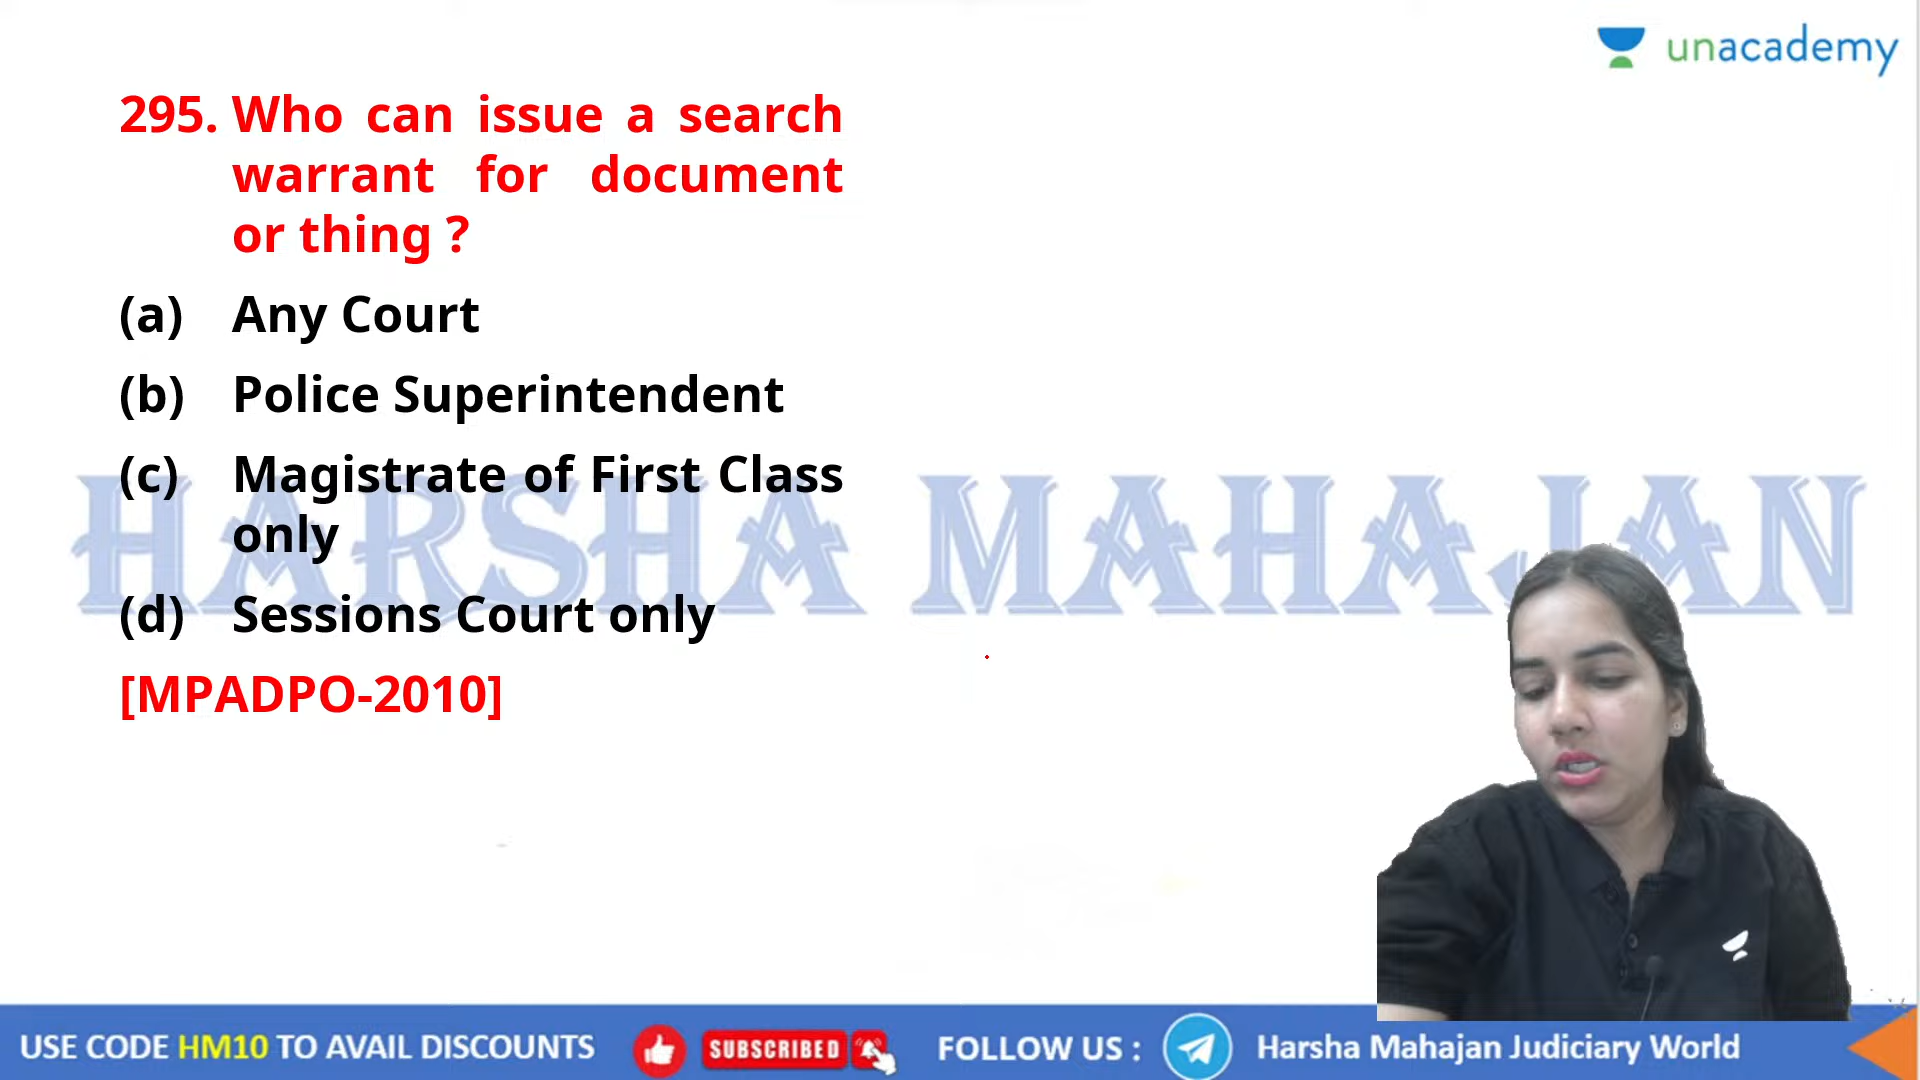 unacademy
295. Who can issue a search
warrant for document
or thing ?
(a) Any Court
(b) Police Superintendent
(c) Magistrate of First Class
only
(d) Sessions Court only
[MPADPO-2010]
HARSHA MAHAJAN
USE CODE HM10 TO AVAIL DISCOUNTS
SUBSCRIBED
FOLLOW US :
Harsha Mahajan Judiciary World